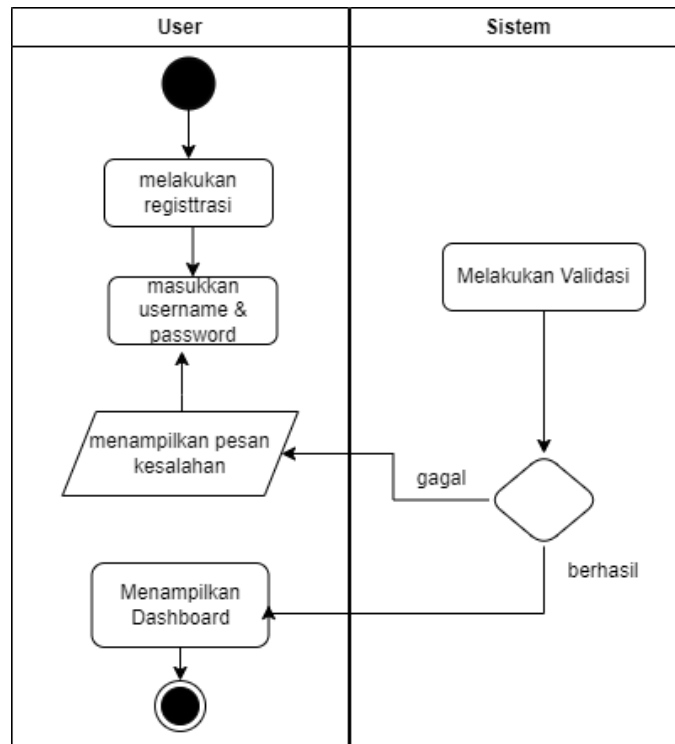 User
Sistem
melakukan
registtrasi
masukkan
username &
password
Melakukan Validasi
menampilkan pesan
kesalahan
gagal
berhasil
Menampilkan
Dashboard